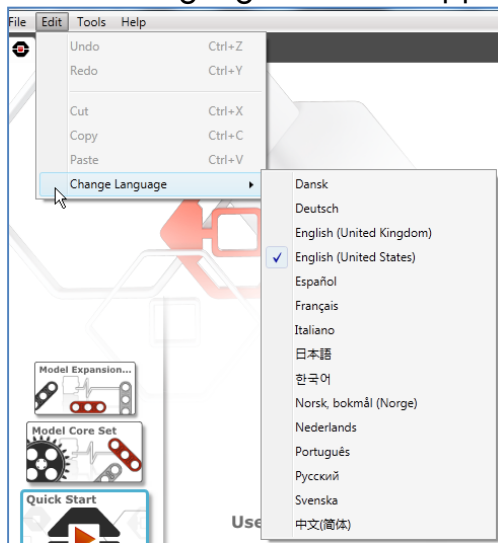 File Edit Tools Help
Undo Ctrl+Z
Redo Ctrl+Y
Cut Ctrl+X
Copy Ctrl+C
Paste Ctrl+V
Change Language
Dansk
Deutsch
English (United Kingdom)
English (United States)
Español
Français
Italiano
日本語
한국어
Norsk, bokmål (Norge)
Nederlands
Português
Русский
Svenska
中文(简体)
Model Expansion...
Model Core Set
Quick Start
Use